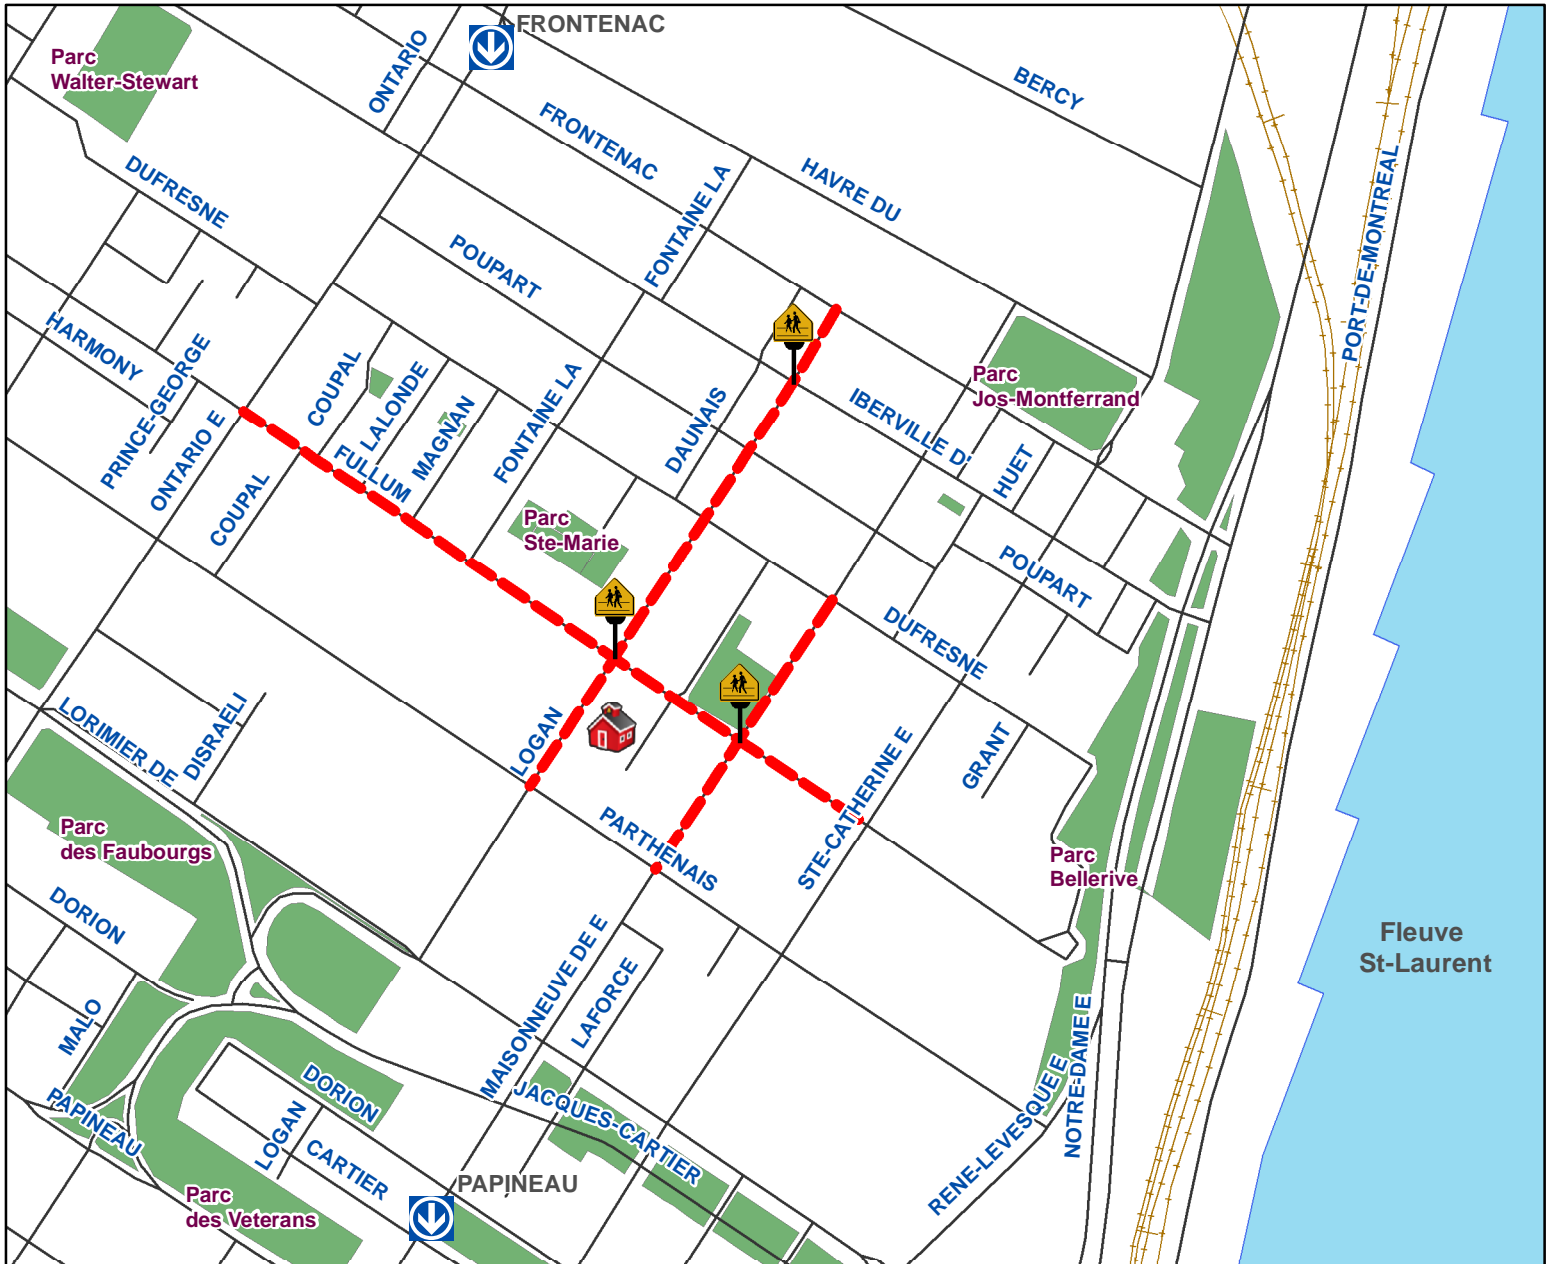 FRONTENAC
ONTARIO
Parc
Walter-Stewart
BERCY
FRONTENAC
HAVRE DU
DUFRESNE
FONTAINE LA
POUPART
PORT-DE-MONTREAL
HARMONY
PRINCE-GEORGE
COUPAL
LALONDE
FULLUM
MAGNAN
FONTAINE LA
DAUNAIS
IBERVILLE D
Parc
Jos-Montferrand
HUET
ONTARIO E
COUPAL
Parc
Ste-Marie
POUPART
DUFRESNE
LORIMIER DE
DISRAELI
LOGAN
STE-CATHERINE E
GRANT
PARTHENAIS
Parc
des Faubourgs
Parc
Bellerive
DORION
Fleuve
St-Laurent
MAISONNEUVE DE E
LAFORCE
MALO
NOTRE-DAME E
RENE-LEVESQUE E
DORION
JACQUES-CARTIER
PAPINEAU
LOGAN
CARTIER
PAPINEAU
Parc
des Veterans